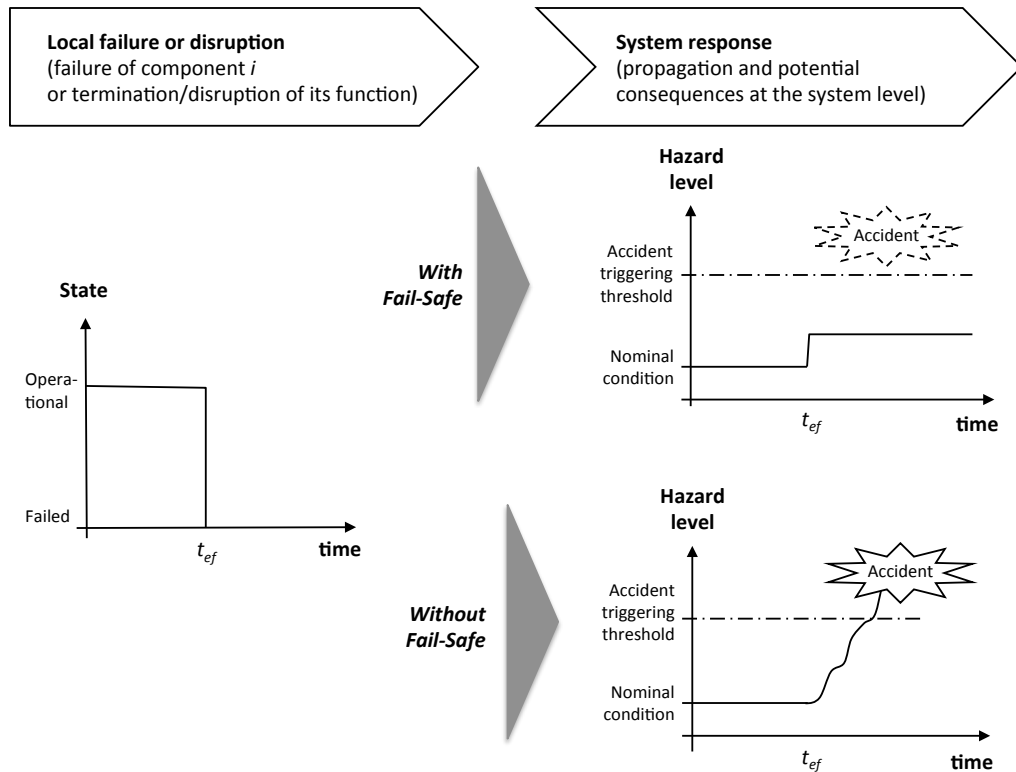 Local failure or disruption
(failure of component i
or termination/disruption of its function)
System response
(propagation and potential
consequences at the system level)
State
Opera-
tional
Failed
t_ef
time
With
Fail-Safe
Hazard
level
Accident
Accident
triggering
threshold
Nominal
condition
t_ef
time
Without
Fail-Safe
Hazard
level
Accident
Accident
triggering
threshold
Nominal
condition
t_ef
time